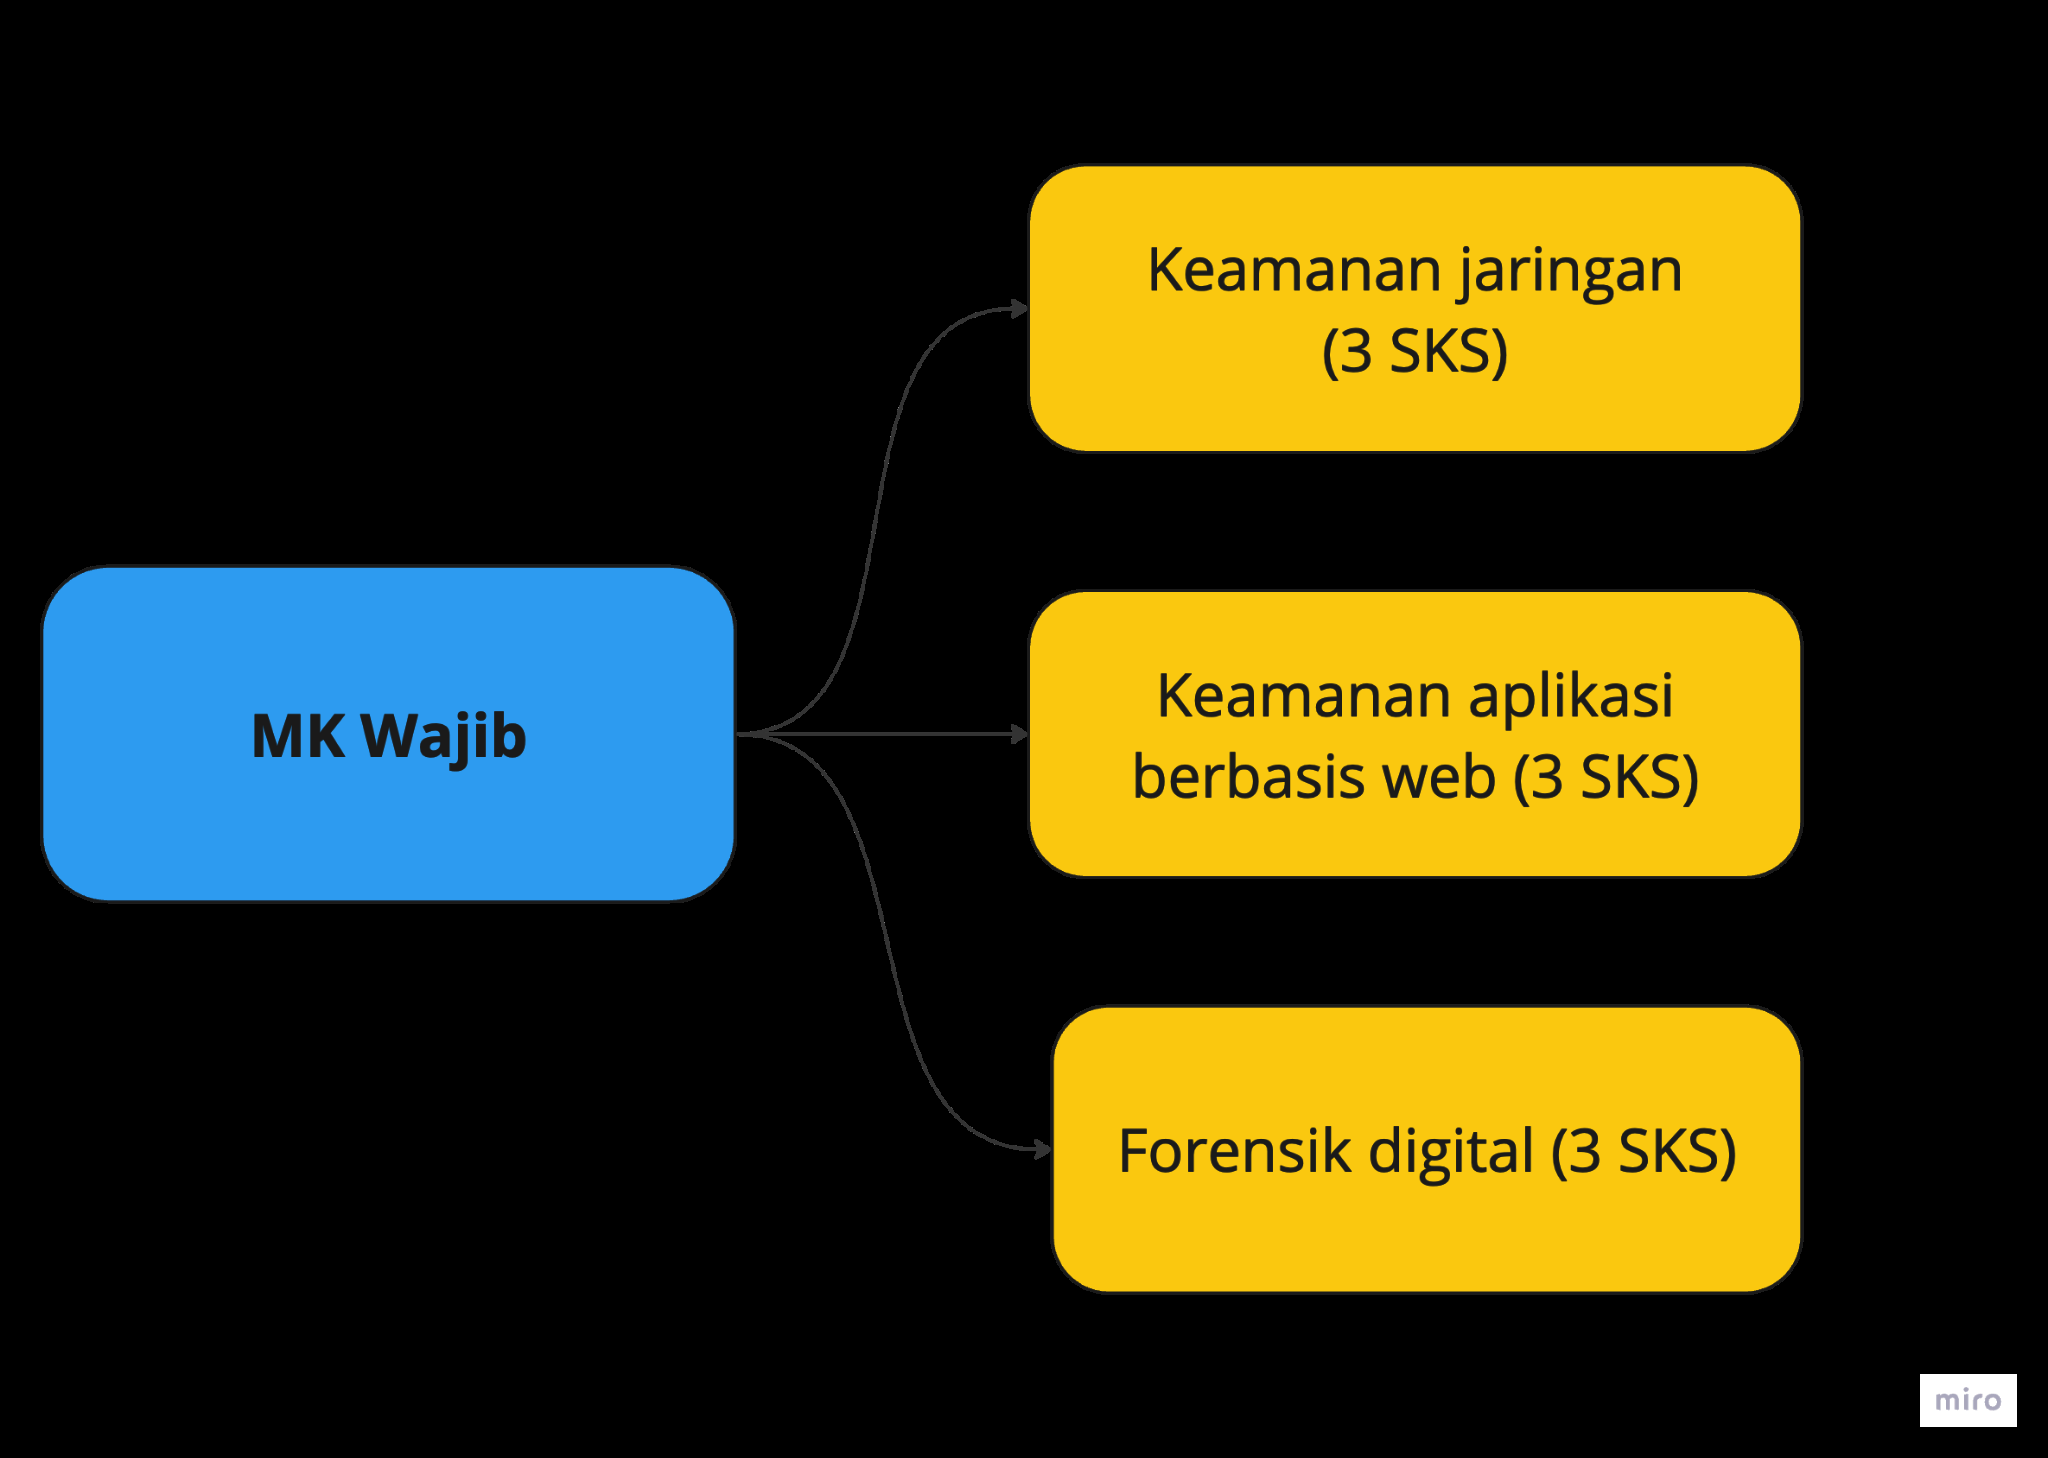 Keamanan jaringan
(3 SKS)
MK Wajib
Keamanan aplikasi
berbasis web (3 SKS)
Forensik digital (3 SKS)
miro